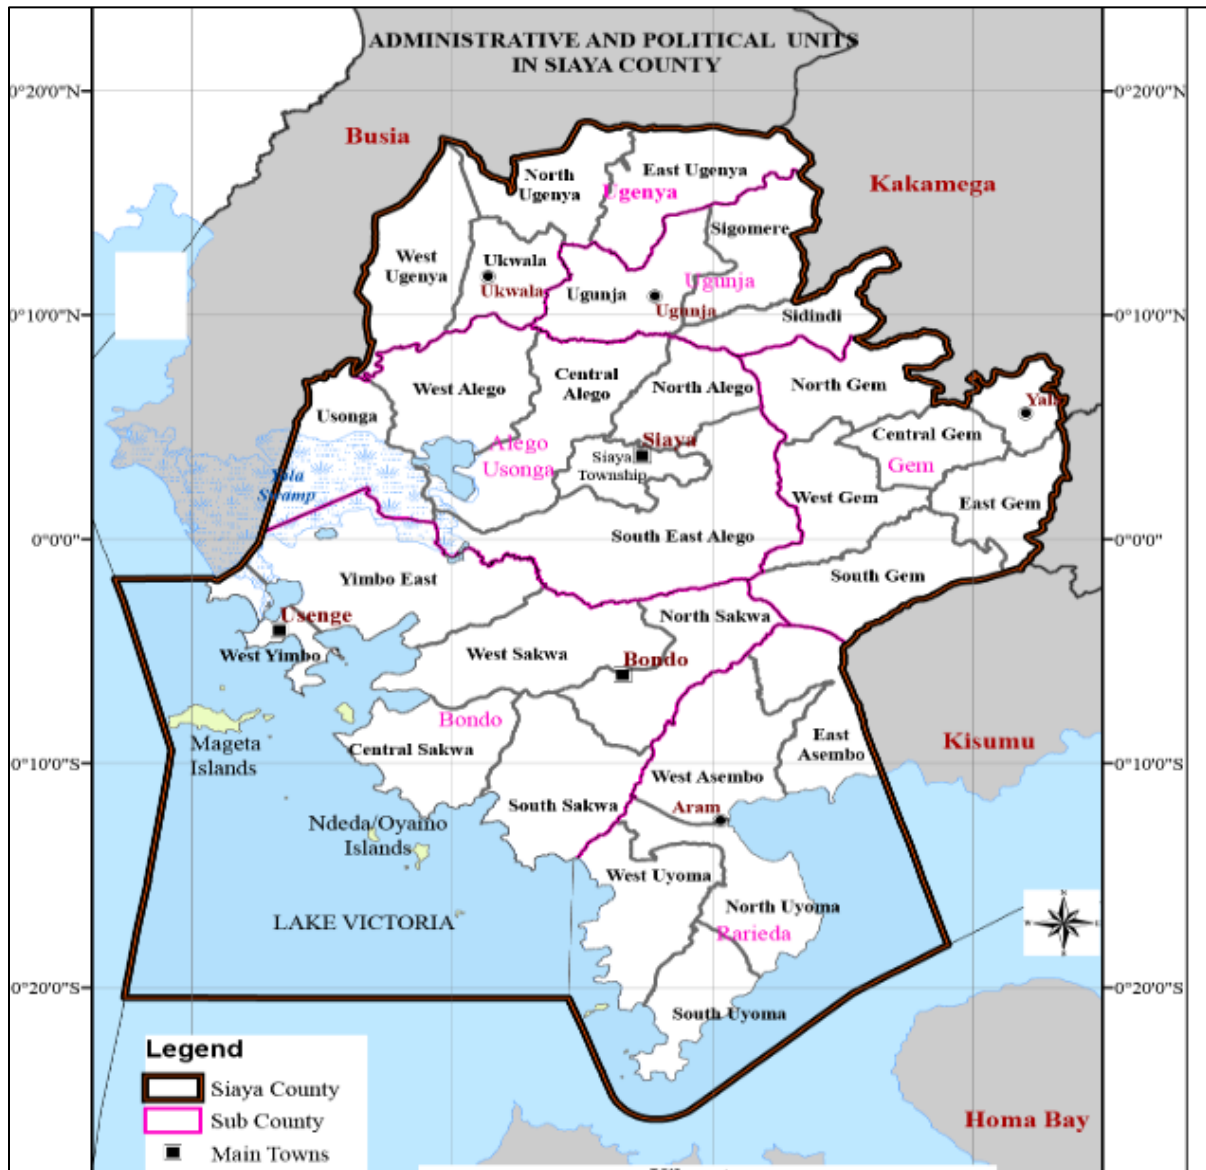 ADMINISTRATIVE AND POLITICAL UNITS
IN SIAYA COUNTY
0°20'0"N
0°20'0"N
Busia
Kakamega
North
Ugenya
East Ugenya
Ugenya
West
Ugenya
Ukwala
Ukwala
Sigomere
Ugunja
Ugunja
Ugunja
0°10'0"N
Sidindi
0°10'0"N
West Alego
Central
Alego
North Alego
North Gem
Usonga
Yala
Central Gem
Alego
Usonga
Siaya
Siaya
Township
Gem
Yala
Swamp
West Gem
East Gem
0°0'0"
South East Alego
0°0'0"
Yimbo East
South Gem
Usenge
North Sakwa
West Yimbo
West Sakwa
Bondo
Bondo
Mageta
Islands
Central Sakwa
East
Asembo
Kisumu
0°10'0"S
West Asembo
0°10'0"S
South Sakwa
Aram
Ndeda/Oyamo
Islands
West Uyoma
LAKE VICTORIA
North Uyoma
Rarieda
N
W
E
S
0°20'0"S
0°20'0"S
South Uyoma
Legend
Siaya County
Sub County
Main Towns
Homa Bay